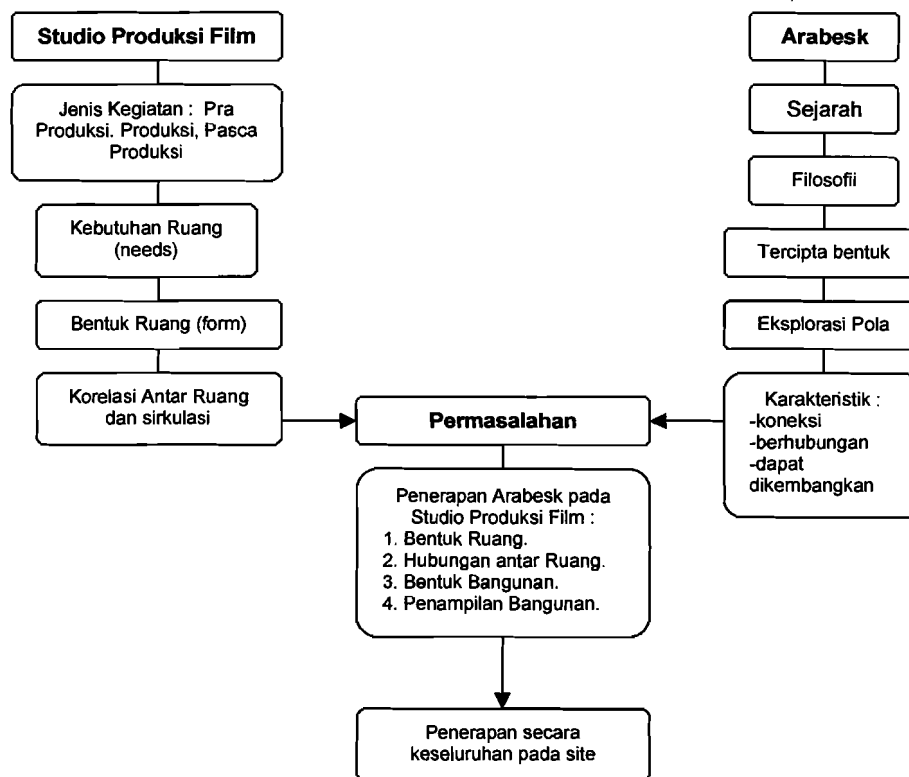 Studio Produksi Film
Jenis Kegiatan : Pra
Produksi. Produksi, Pasca
Produksi
Kebutuhan Ruang
(needs)
Bentuk Ruang (form)
Korelasi Antar Ruang
dan sirkulasi
Arabesk
Sejarah
Filosofii
Tercipta bentuk
Eksplorasi Pola
Karakteristik :
-koneksi
-berhubungan
-dapat
dikembangkan
Permasalahan
Penerapan Arabesk pada
Studio Produksi Film :
1. Bentuk Ruang.
2. Hubungan antar Ruang.
3. Bentuk Bangunan.
4. Penampilan Bangunan.
Penerapan secara
keseluruhan pada site